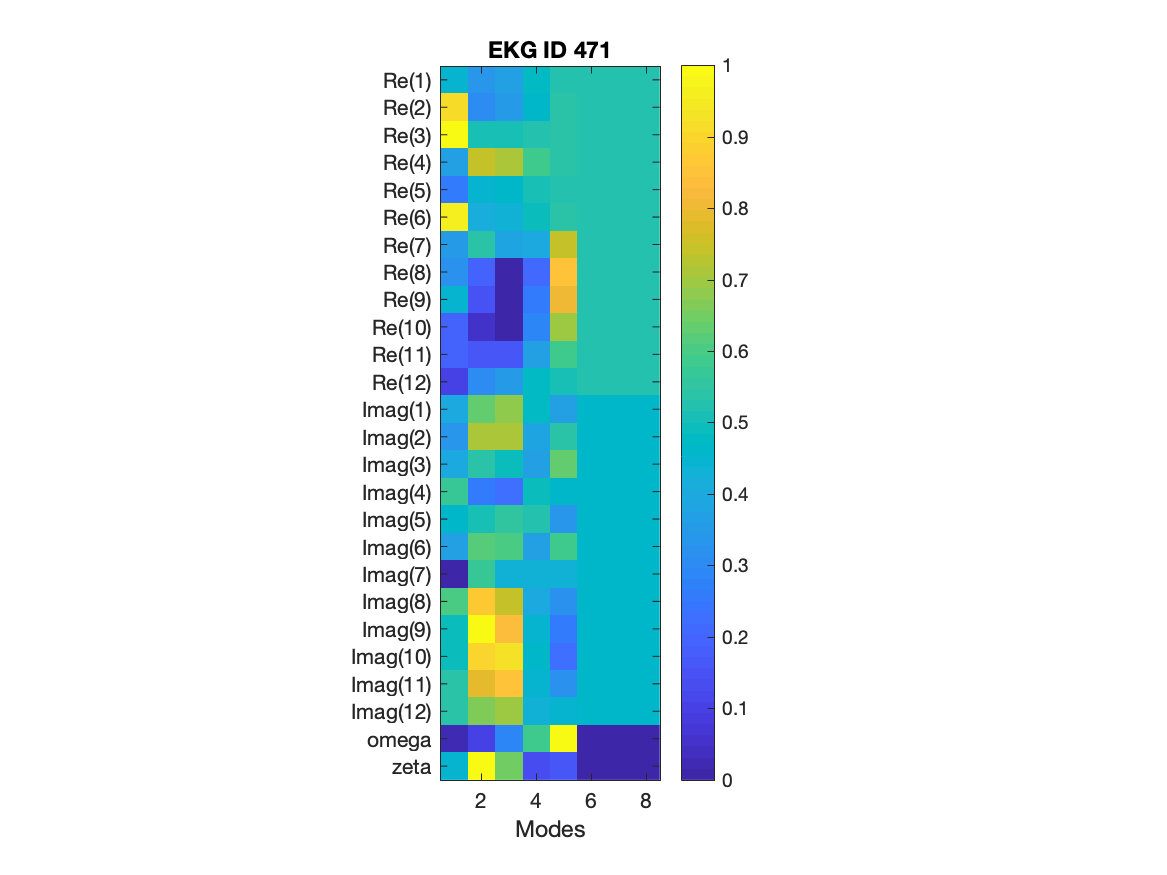 EKG ID 471
Re(1)
Re(2)
Re(3)
Re(4)
Re(5)
Re(6)
Re(7)
Re(8)
Re(9)
Re(10)
Re(11)
Re(12)
Imag(1)
Imag(2)
Imag(3)
Imag(4)
Imag(5)
Imag(6)
Imag(7)
Imag(8)
Imag(9)
Imag(10)
Imag(11)
Imag(12)
omega
zeta
2 4 6 8
Modes
1
0.9
0.8
0.7
0.6
0.5
0.4
0.3
0.2
0.1
0